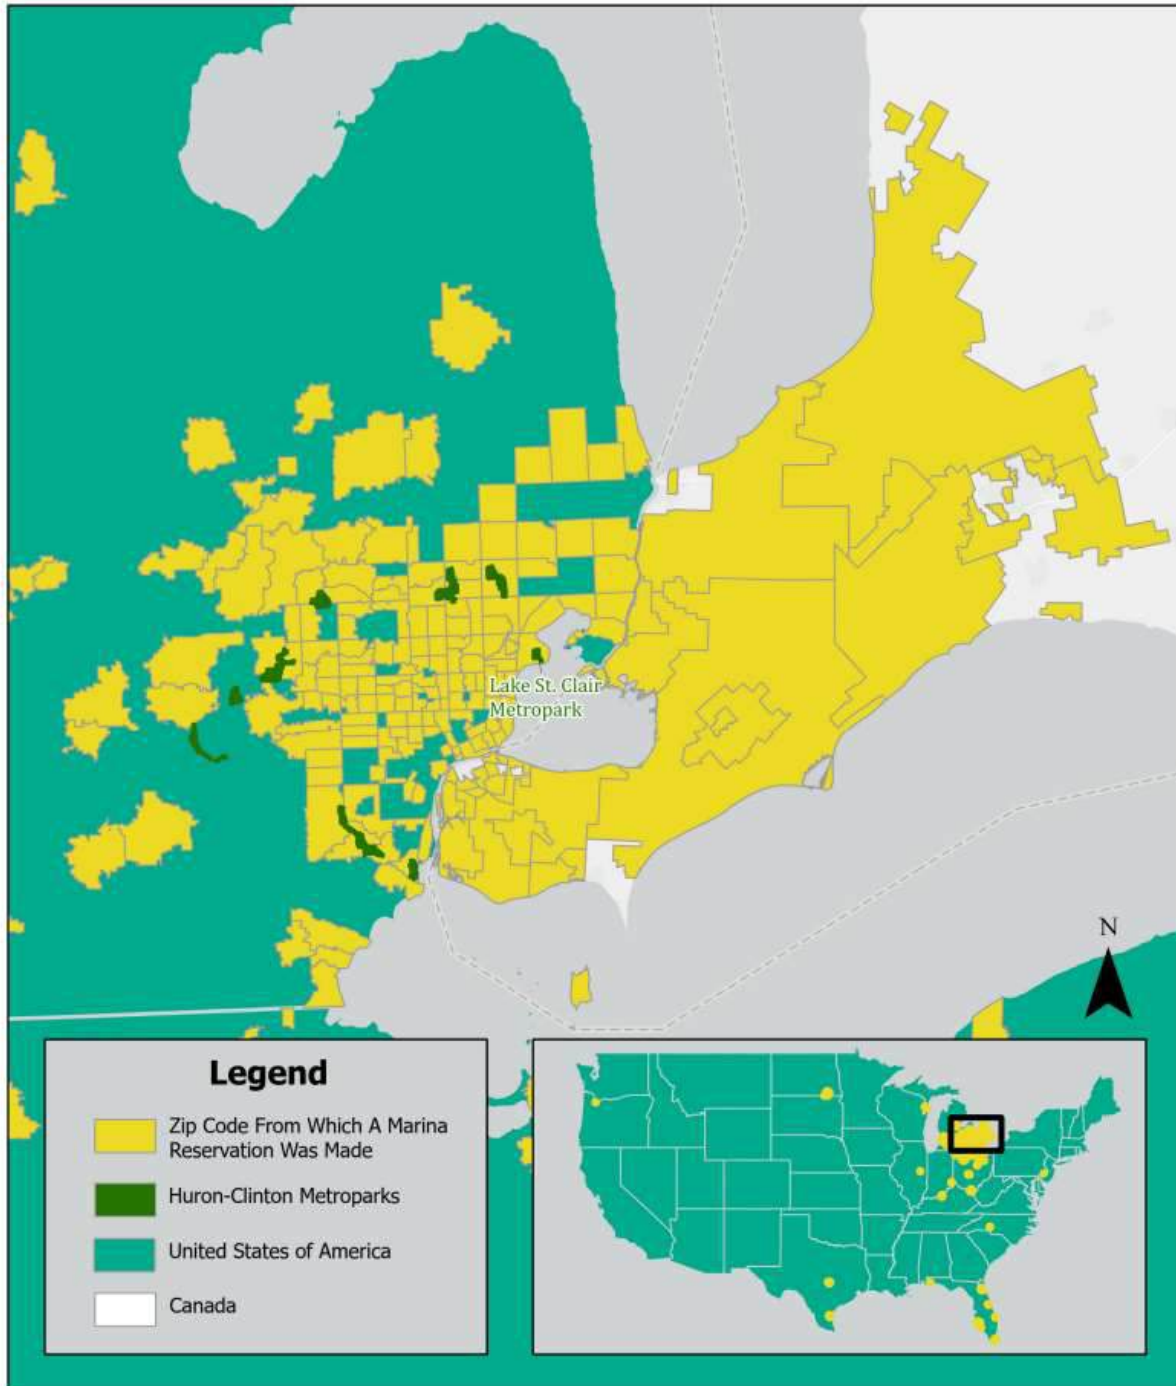 Lake St. Clair
Metropark
N
Legend
Zip Code From Which A Marina
Reservation Was Made
Huron-Clinton Metroparks
United States of America
Canada